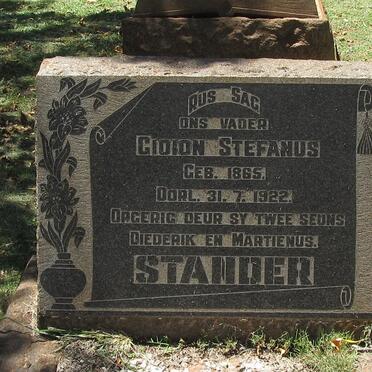 RUS SAG
ONS VADER
GIDION STEFANUS
GEB. 1865.
OORL. 31.7.1922.
OPGERIG DEUR SY TWEE SEUNS
DIEDERIK EN MARTIENUS.
STANDER